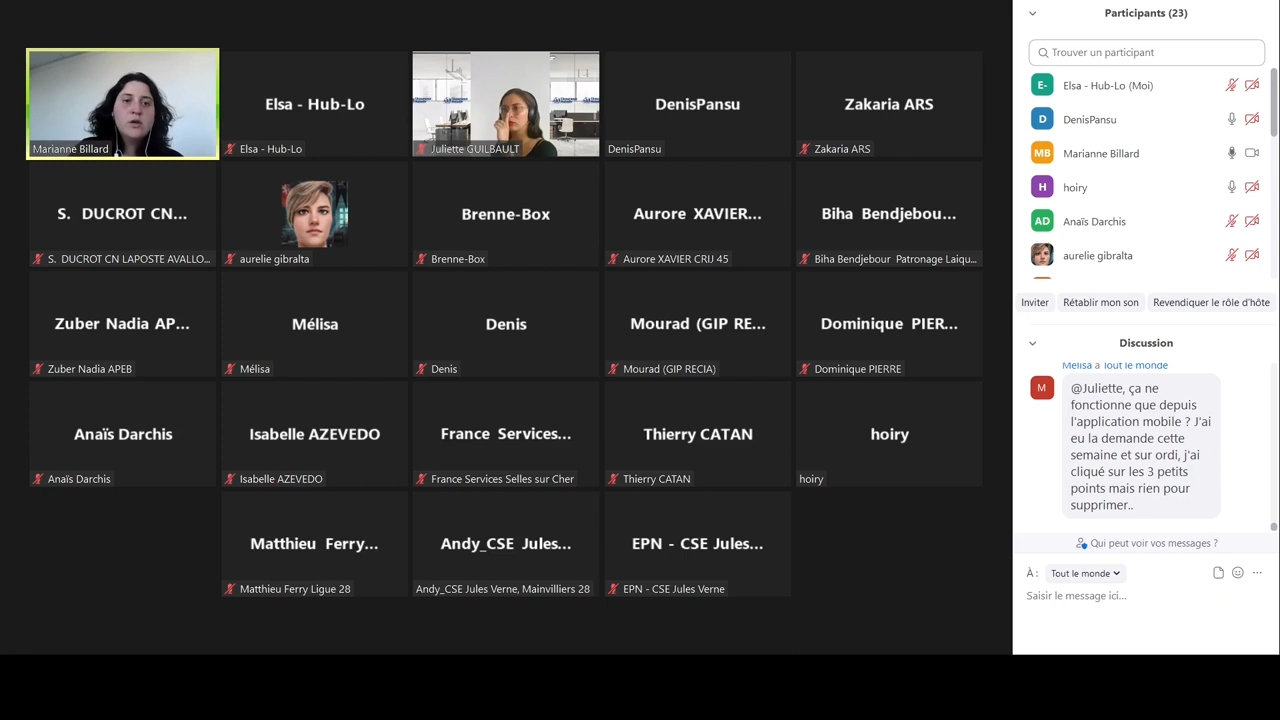 Participants (23)
Trouver un participant
E- Elsa - Hub-Lo (Moi)
D DenisPansu
MB Marianne Billard
H hoiry
AD Anaïs Darchis
aurelie gibralta
Inviter Rétablir mon son Revendiquer le rôle d'hôte
Discussion
Mélisa à Tout le monde
M
@Juliette, ça ne
fonctionne que depuis
l'application mobile ? J'ai
eu la demande cette
semaine et sur ordi, j'ai
cliqué sur les 3 petits
points mais rien pour
supprimer..
Qui peut voir vos messages ?
À : Tout le monde
Saisir le message ici...
Marianne Billard
Elsa - Hub-Lo
Elsa - Hub-Lo
Juliette GUILBAULT
DenisPansu
DenisPansu
Zakaria ARS
Zakaria ARS
S. DUCROT CN...
S. DUCROT CN LAPOSTE AVALLO...
aurelie gibralta
Brenne-Box
Brenne-Box
Aurore XAVIER...
Aurore XAVIER CRIJ 45
Biha Bendjebou...
Biha Bendjebour Patronage Laiqu...
Zuber Nadia AP...
Zuber Nadia APEB
Mélisa
Mélisa
Denis
Denis
Mourad (GIP RE...
Mourad (GIP RECIA)
Dominique PIER...
Dominique PIERRE
Anaïs Darchis
Anaïs Darchis
Isabelle AZEVEDO
Isabelle AZEVEDO
France Services...
France Services Selles sur Cher
Thierry CATAN
Thierry CATAN
hoiry
hoiry
Matthieu Ferry...
Matthieu Ferry Ligue 28
Andy_CSE Jules...
Andy_CSE Jules Verne, Mainvilliers 28
EPN - CSE Jules...
EPN - CSE Jules Verne